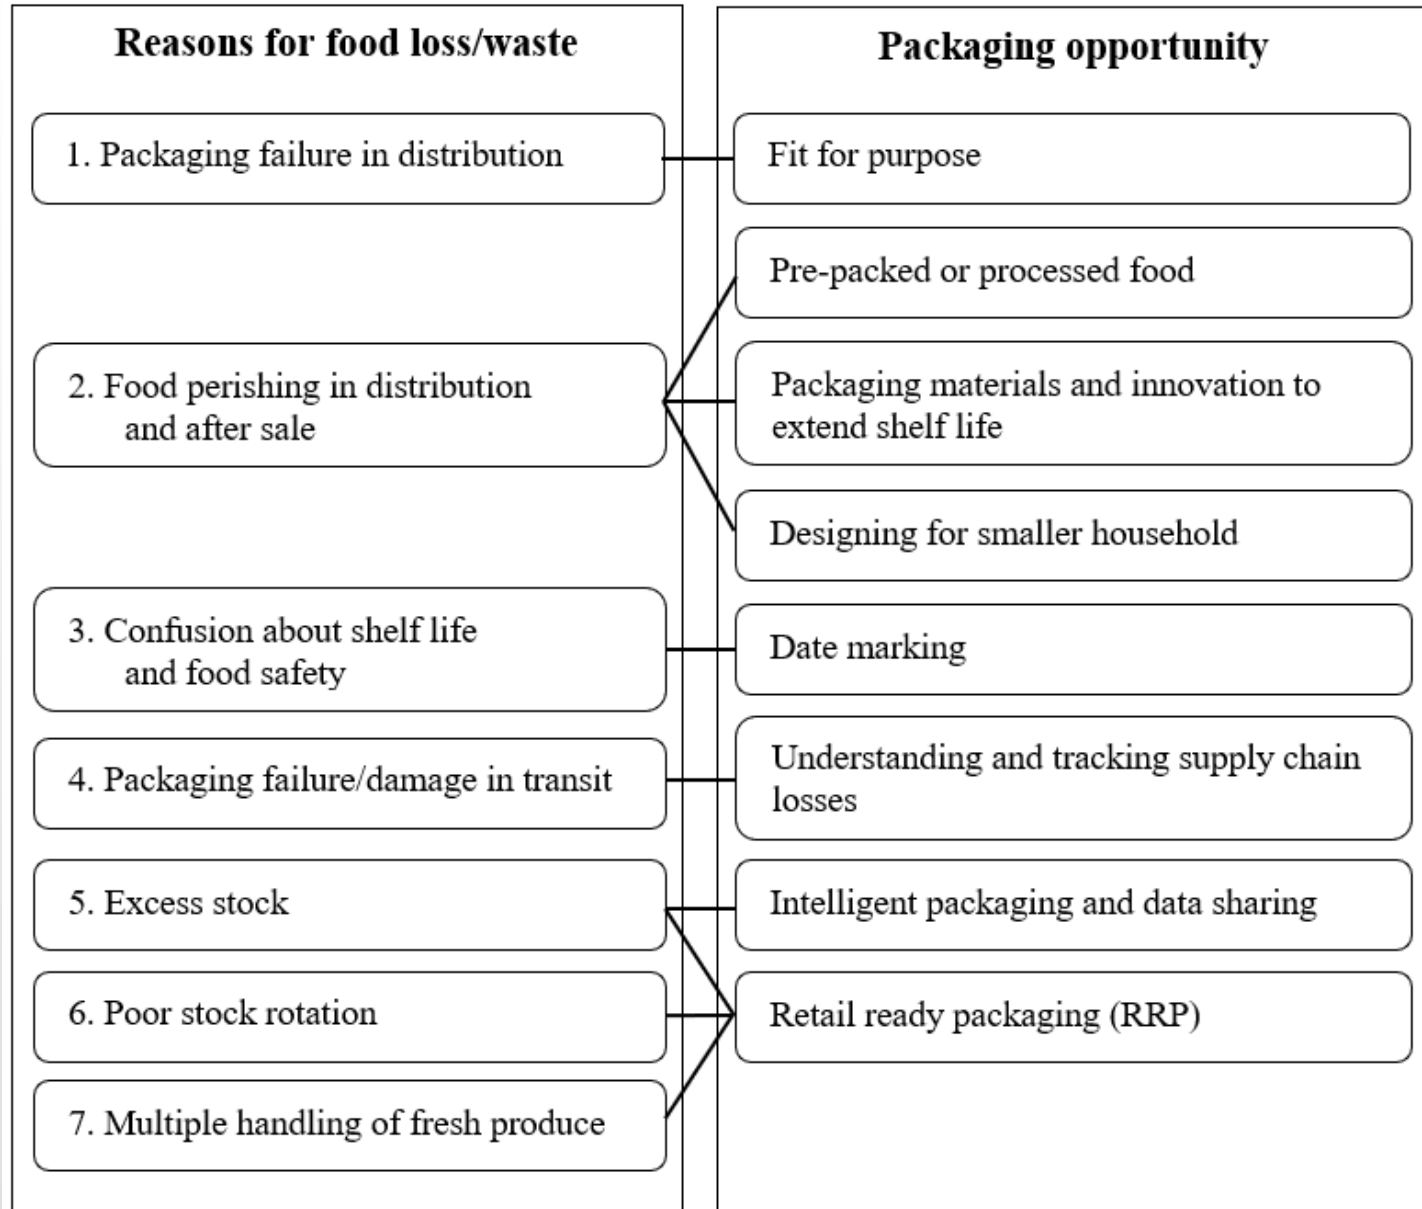 Reasons for food loss/waste
1. Packaging failure in distribution
2. Food perishing in distribution
and after sale
3. Confusion about shelf life
and food safety
4. Packaging failure/damage in transit
5. Excess stock
6. Poor stock rotation
7. Multiple handling of fresh produce
Packaging opportunity
Fit for purpose
Pre-packed or processed food
Packaging materials and innovation to
extend shelf life
Designing for smaller household
Date marking
Understanding and tracking supply chain
losses
Intelligent packaging and data sharing
Retail ready packaging (RRP)